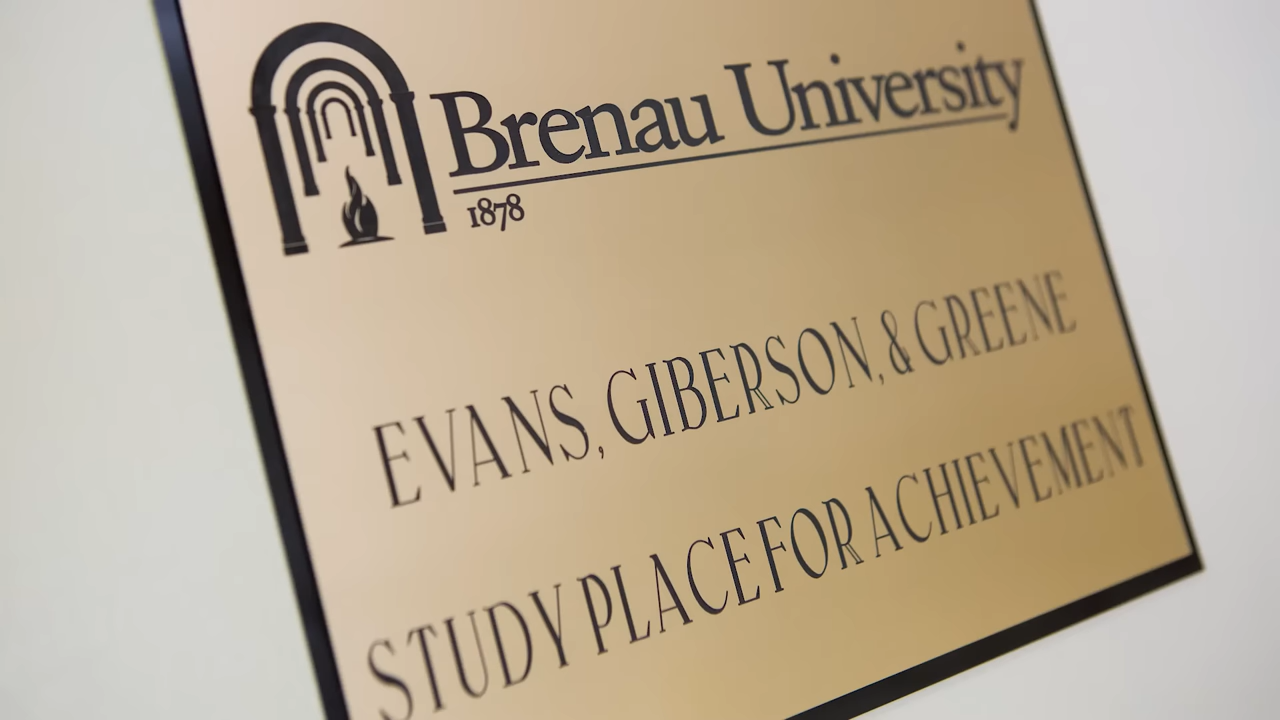 Brenau University
1878
EVANS, GIBERSON, & GREENE
STUDY PLACE FOR ACHIEVEMENT